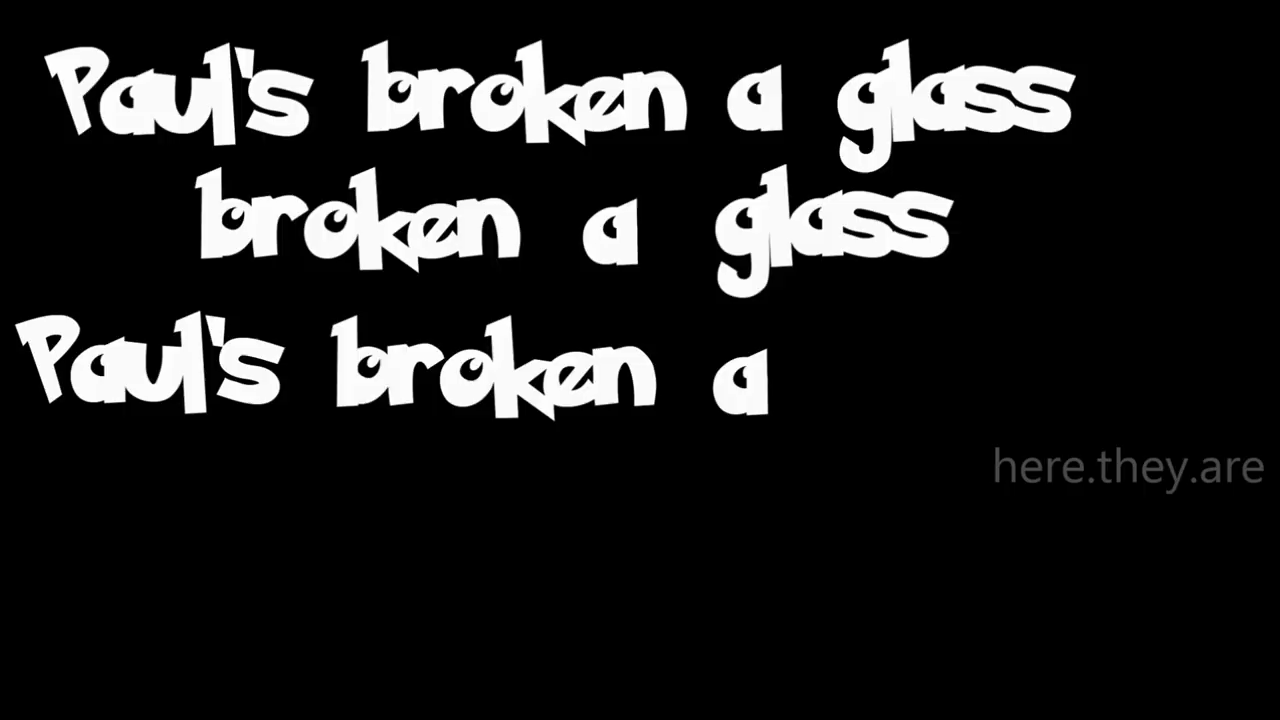 Paul's broken a glass
broken a glass
Paul's broken a
here.they.are